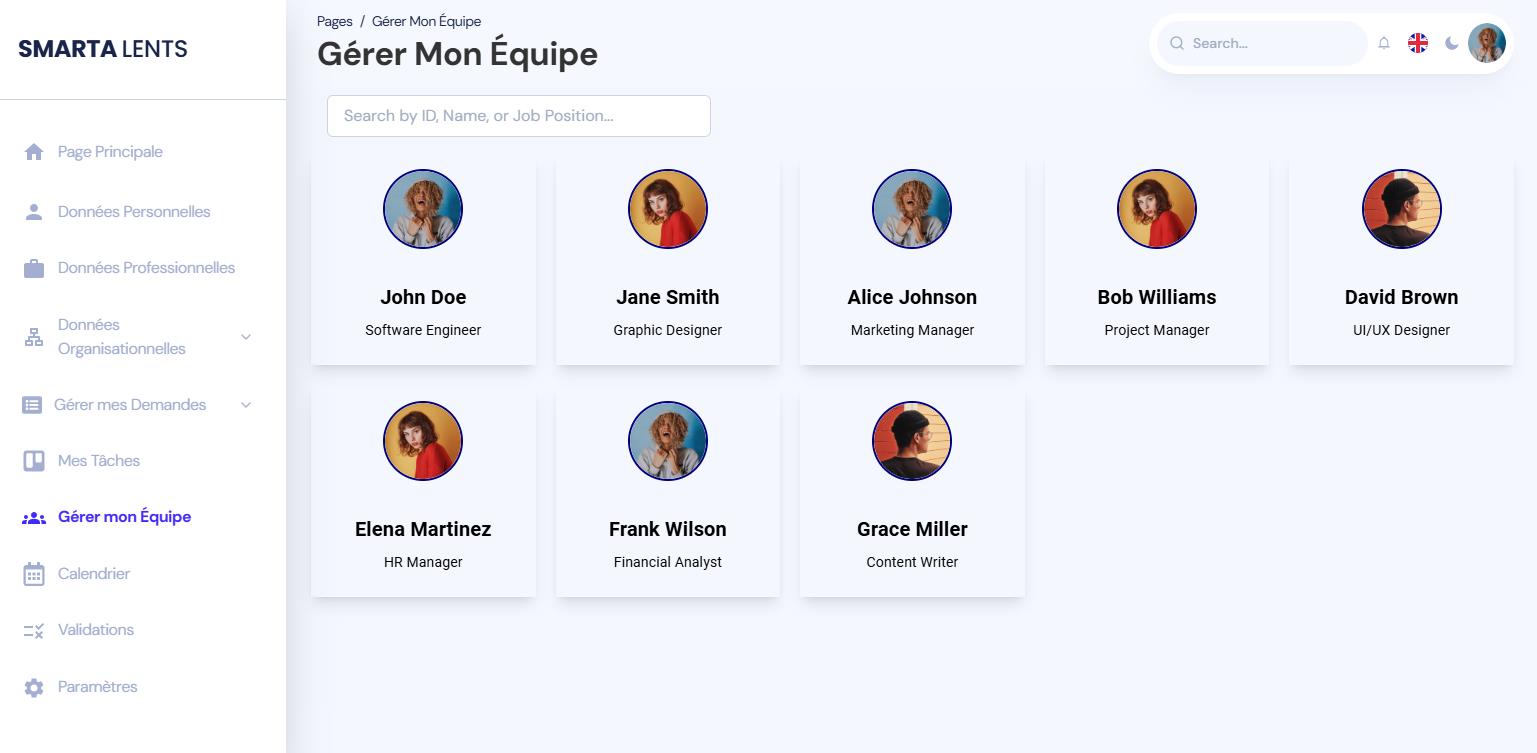 SMARTA LENTS
Page Principale
Données Personnelles
Données Professionnelles
Données
Organisationnelles
Gérer mes Demandes
Mes Tâches
Gérer mon Équipe
Calendrier
Validations
Paramètres
Pages / Gérer Mon Équipe
Gérer Mon Équipe
Search...
Search by ID, Name, or Job Position...
John Doe
Software Engineer
Jane Smith
Graphic Designer
Alice Johnson
Marketing Manager
Bob Williams
Project Manager
David Brown
UI/UX Designer
Elena Martinez
HR Manager
Frank Wilson
Financial Analyst
Grace Miller
Content Writer